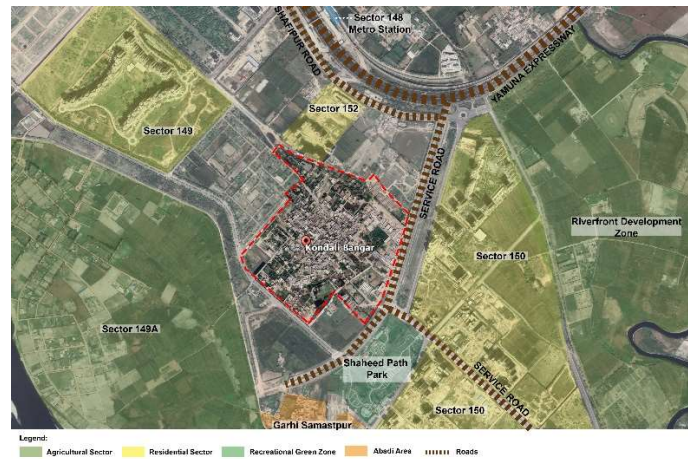 Sector 148
Metro Station
SHAFIPUR ROAD
YAMUNA EXPRESSWAY
Sector 152
Sector 149
SERVICE ROAD
Riverfront Development
Zone
Kondali Bangar
Sector 150
Sector 149A
Shaheed Path
Park
SERVICE ROAD
Sector 150
Garhi Samastpur
Legend:
Agricultural Sector
Residential Sector
Recreational Green Zone
Abadi Area
Roads